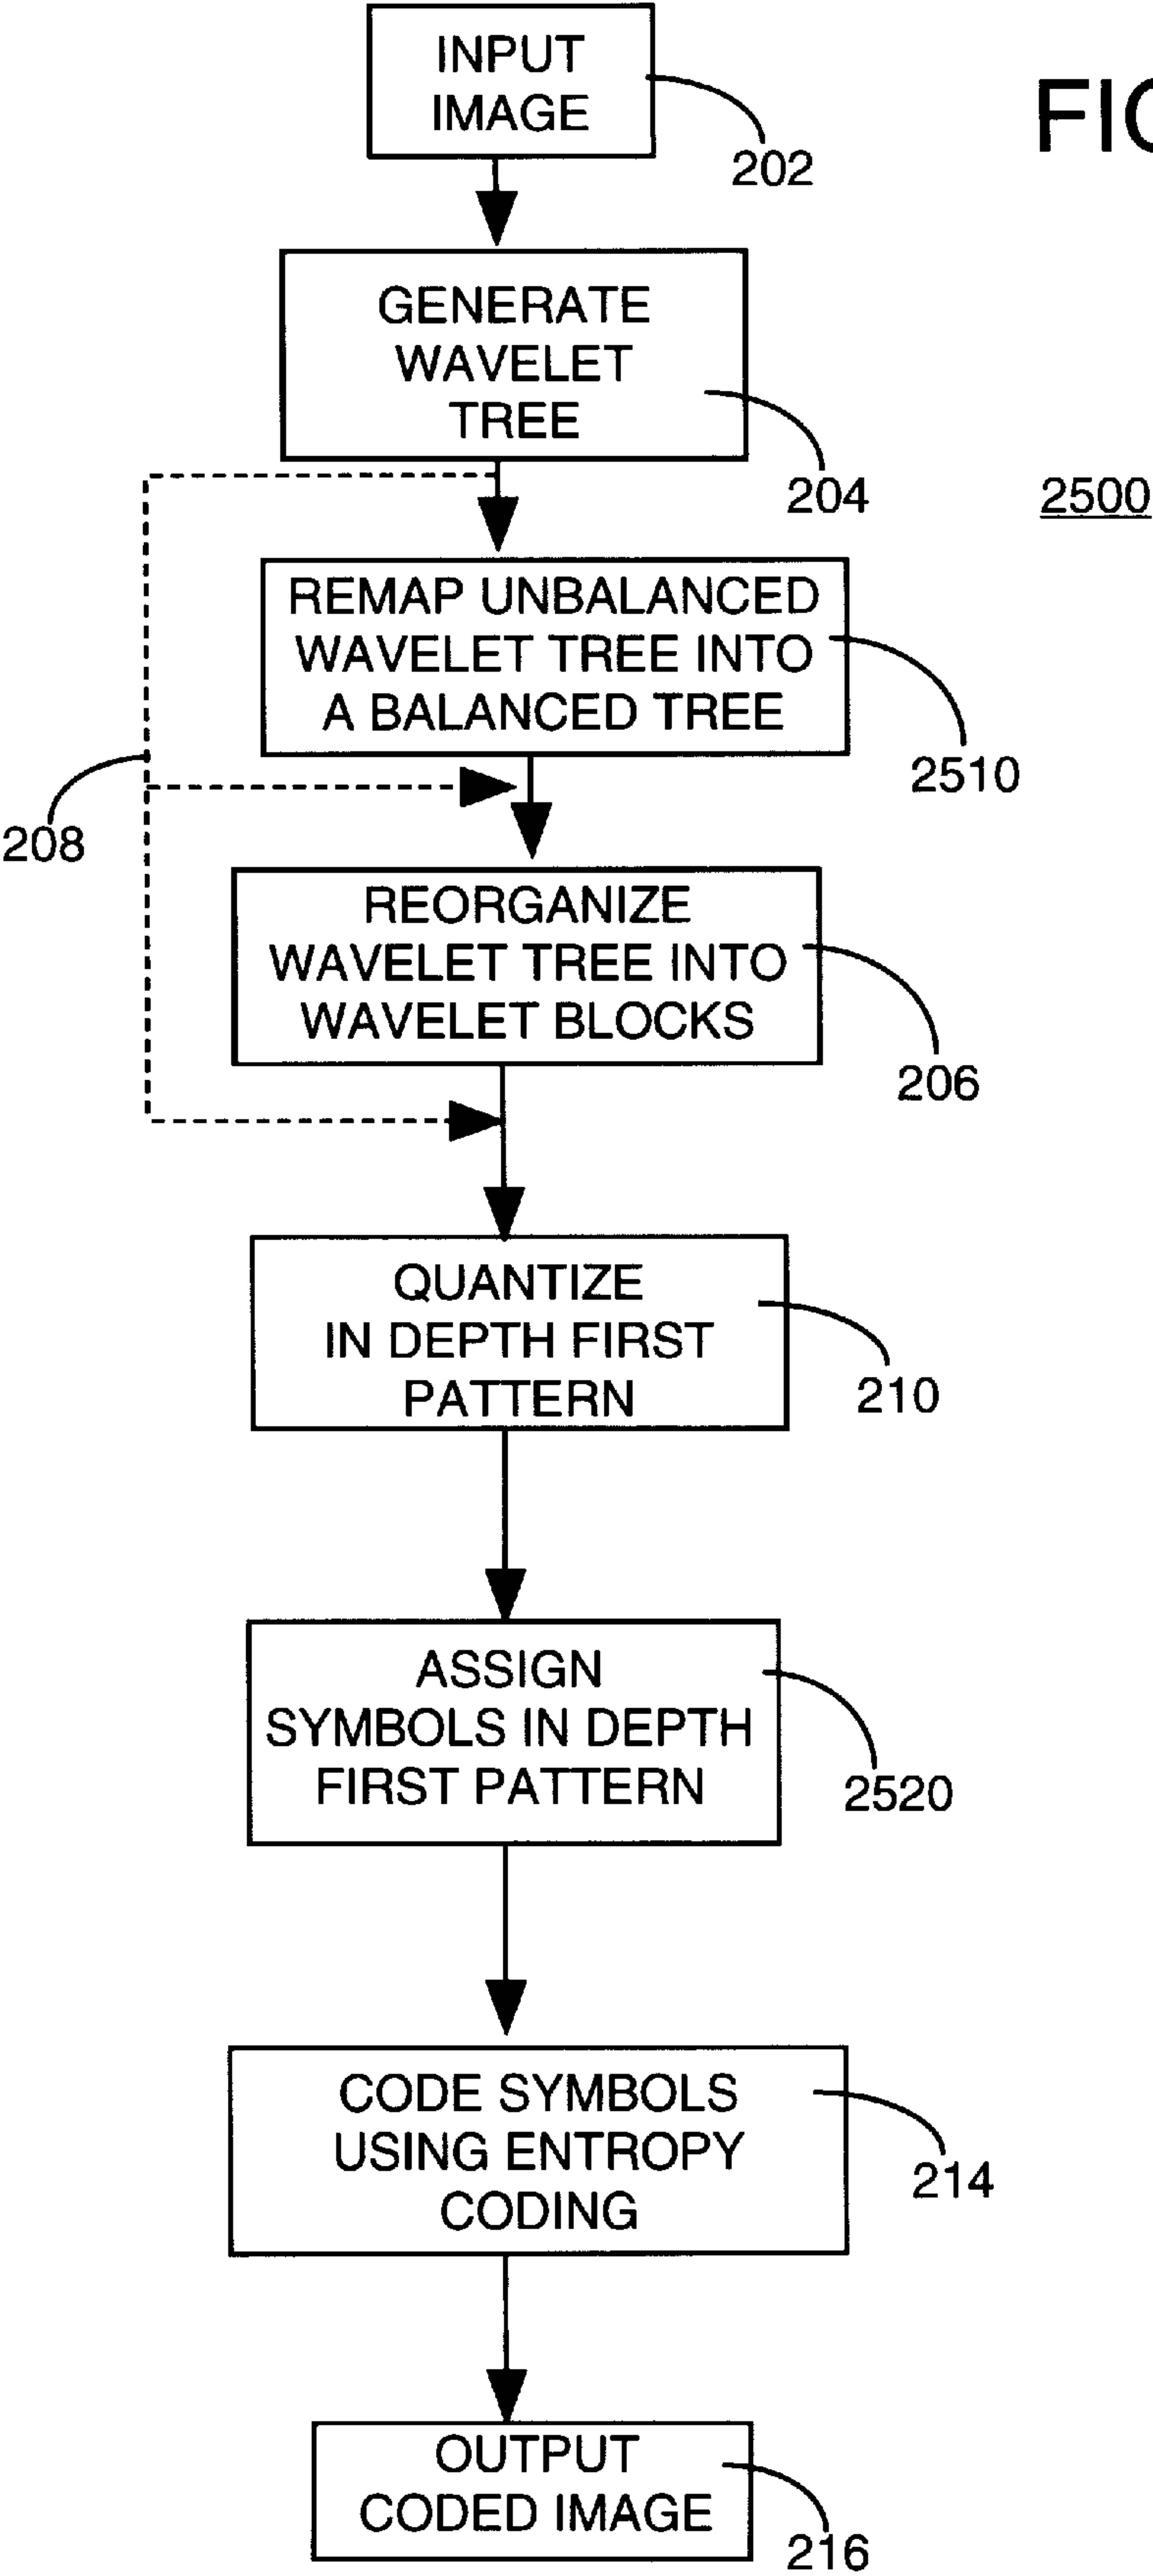 INPUT
IMAGE
202
GENERATE
WAVELET
TREE
204
2500
REMAP UNBALANCED
WAVELET TREE INTO
A BALANCED TREE
2510
208
REORGANIZE
WAVELET TREE INTO
WAVELET BLOCKS
206
QUANTIZE
IN DEPTH FIRST
PATTERN
210
ASSIGN
SYMBOLS IN DEPTH
FIRST PATTERN
2520
CODE SYMBOLS
USING ENTROPY
CODING
214
OUTPUT
CODED IMAGE
216